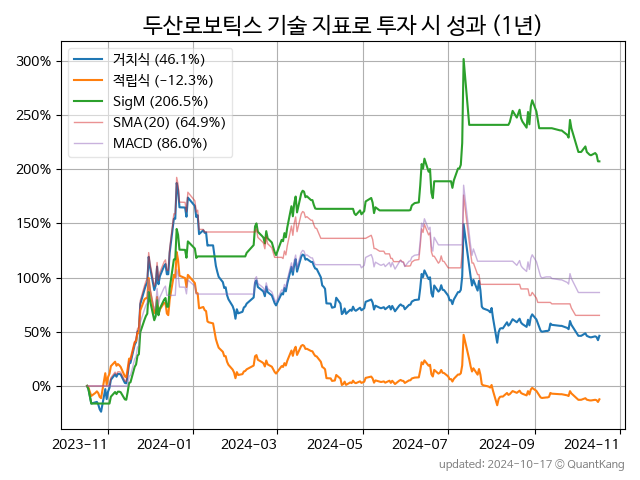 두산로보틱스 기술 지표로 투자 시 성과 (1년)
거치식 (46.1%)
적립식 (−12.3%)
SigM (206.5%)
SMA(20) (64.9%)
MACD (86.0%)
300%
250%
200%
150%
100%
50%
0%
2023-11 2024-01 2024-03 2024-05 2024-07 2024-09 2024-11
updated: 2024-10-17 © QuantKang